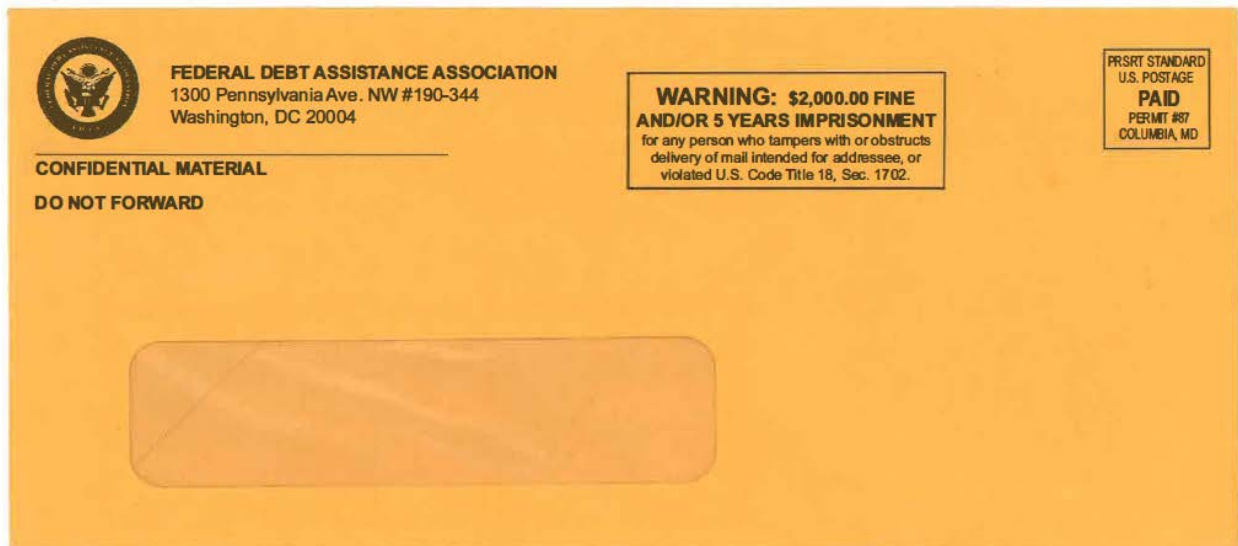 FEDERAL DEBT ASSISTANCE ASSOCIATION
1300 Pennsylvania Ave. NW #190-344
Washington, DC 20004
CONFIDENTIAL MATERIAL
DO NOT FORWARD
WARNING: $2,000.00 FINE
AND/OR 5 YEARS IMPRISONMENT
for any person who tampers with or obstructs
delivery of mail intended for addressee, or
violated U.S. Code Title 18, Sec. 1702.
PRSRT STANDARD
U.S. POSTAGE
PAID
PERMIT #87
COLUMBIA, MD